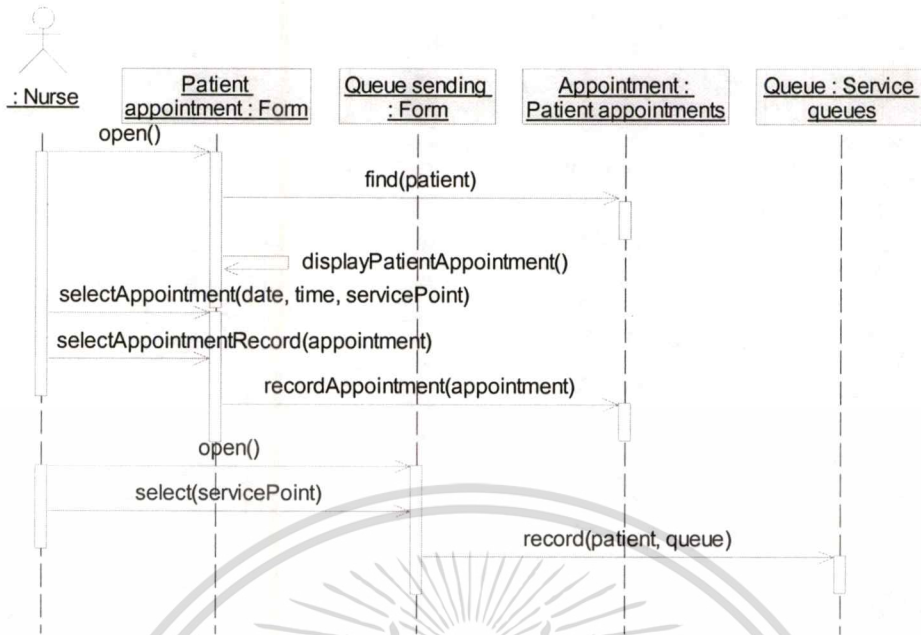 : Nurse
Patient
appointment : Form
Queue sending
: Form
Appointment :
Patient appointments
Queue : Service
queues
open()
find(patient)
displayPatientAppointment()
selectAppointment(date, time, servicePoint)
selectAppointmentRecord(appointment)
recordAppointment(appointment)
open()
select(servicePoint)
record(patient, queue)